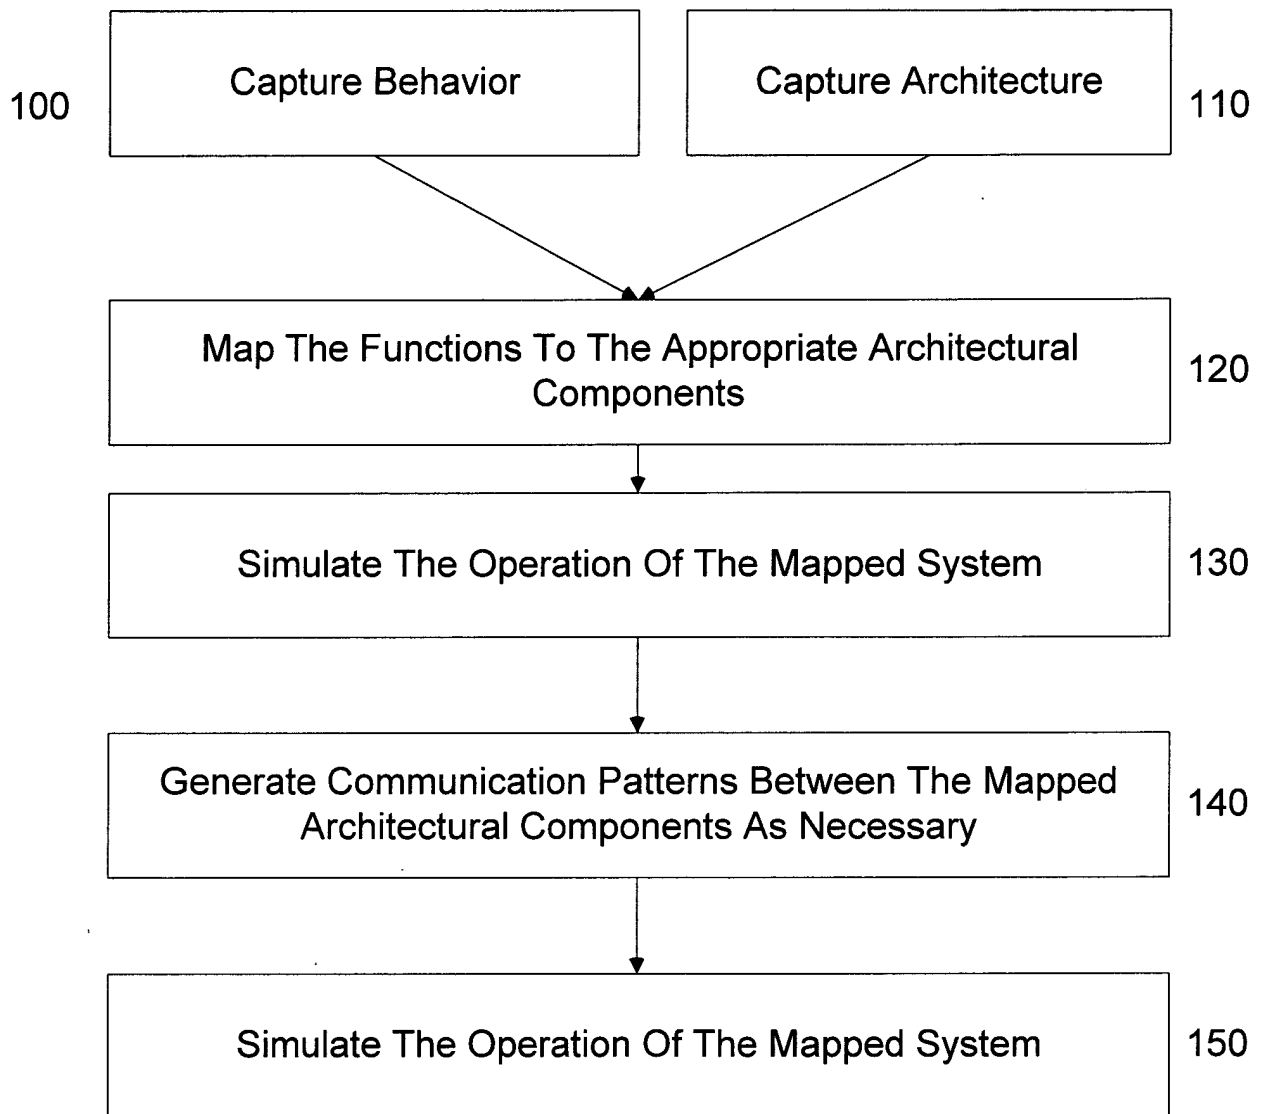 Capture Behavior
Capture Architecture
100
110
Map The Functions To The Appropriate Architectural
Components
120
Simulate The Operation Of The Mapped System
130
Generate Communication Patterns Between The Mapped
Architectural Components As Necessary
140
Simulate The Operation Of The Mapped System
150